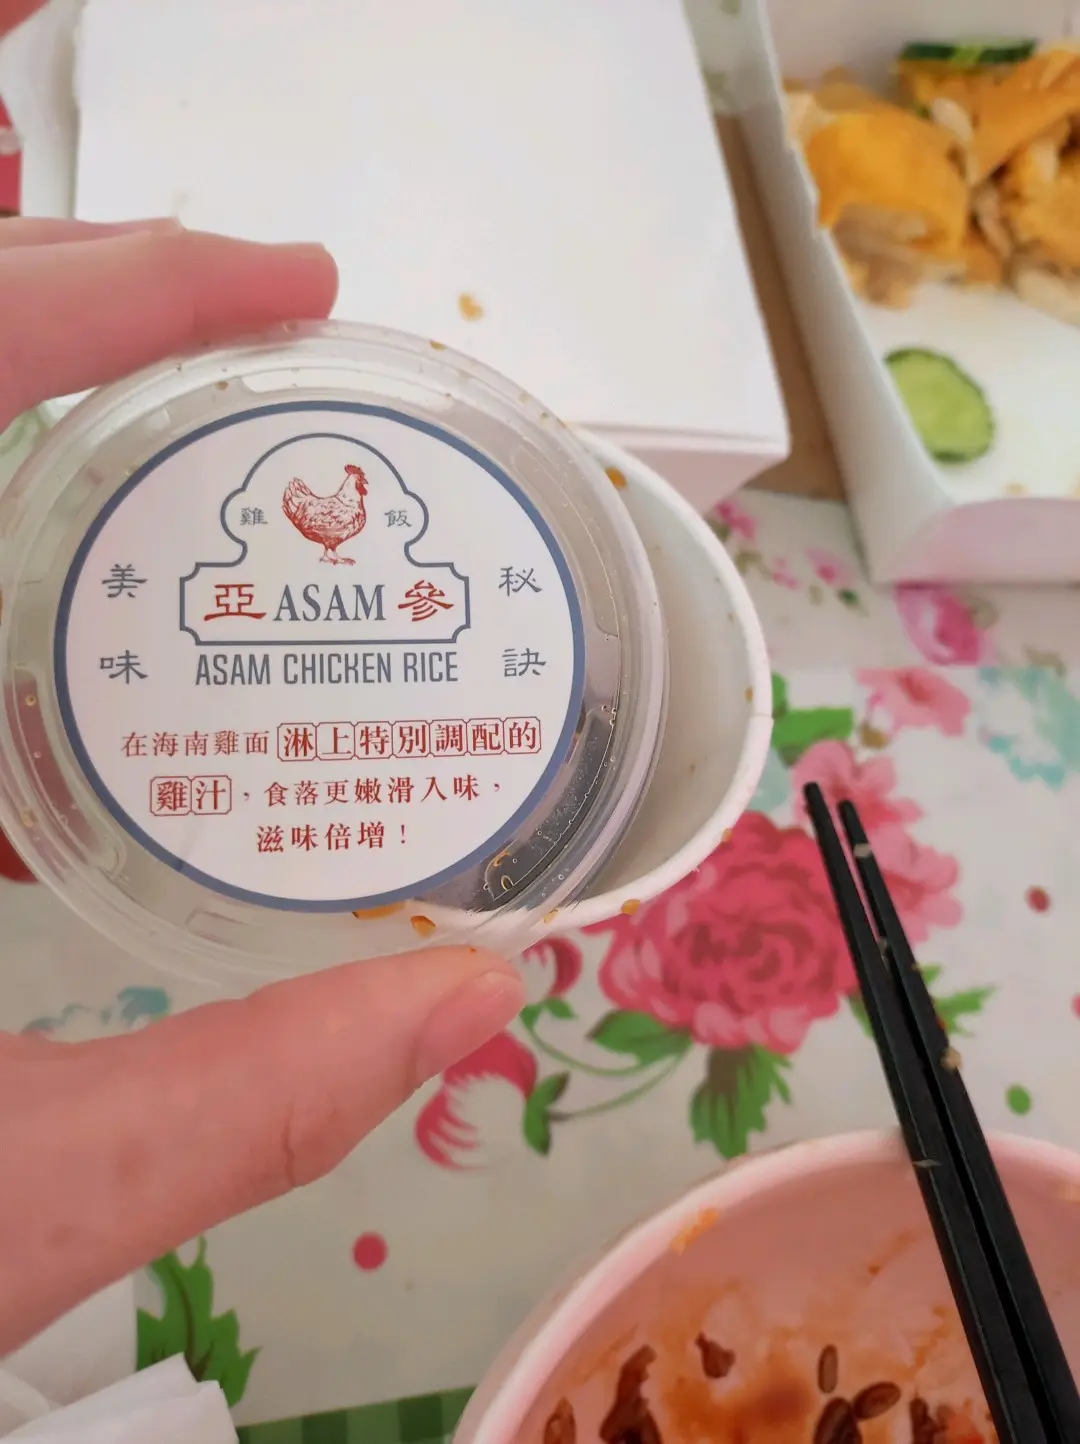 雞 飯
亞 ASAM 參
ASAM CHICKEN RICE
美味
秘訣
在海南雞面淋上特別調配的
雞汁，食落更嫩滑入味，
滋味倍增！